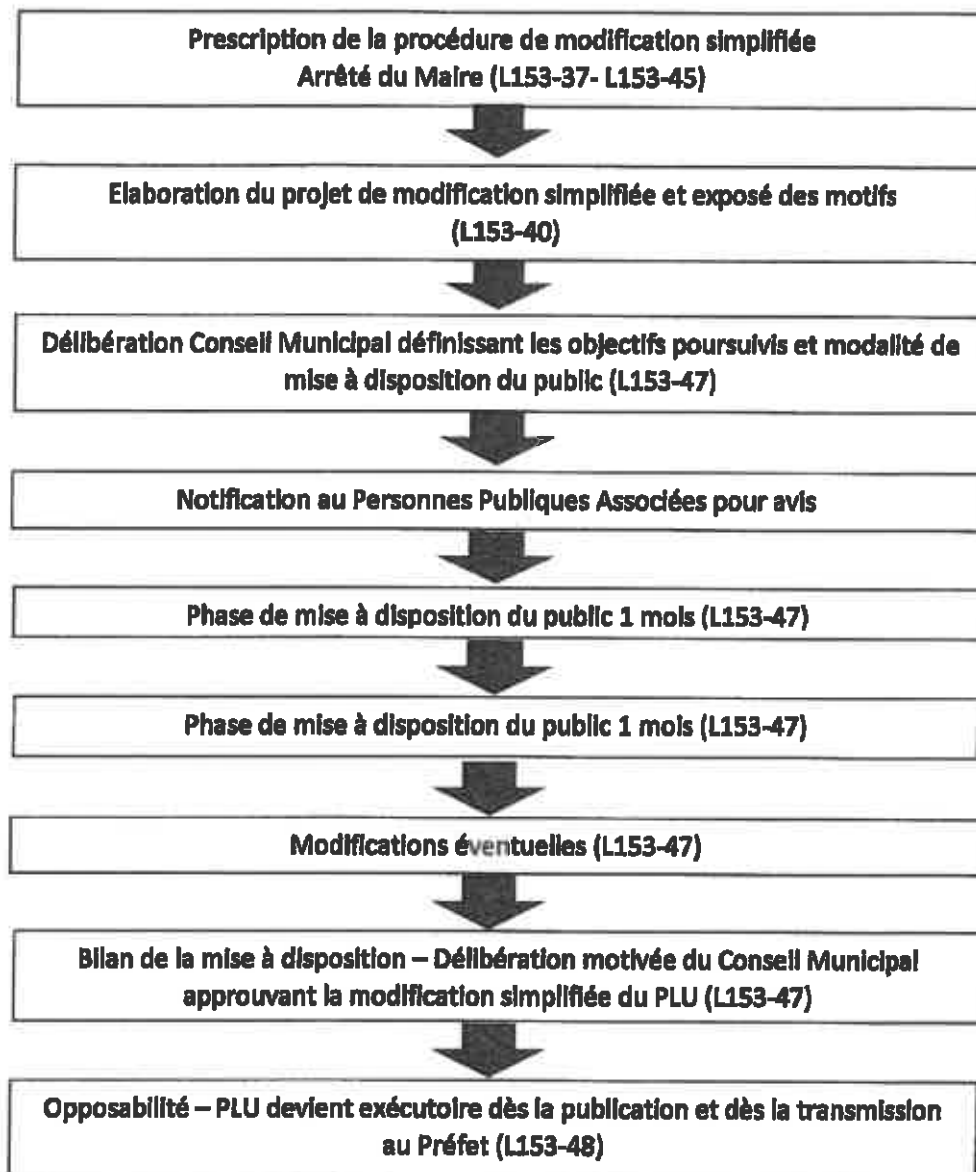 Prescription de la procédure de modification simplifiée
Arrêté du Maire (L153-37- L153-45)
Elaboration du projet de modification simplifiée et exposé des motifs
(L153-40)
Délibération Conseil Municipal définissant les objectifs poursuivis et modalité de
mise à disposition du public (L153-47)
Notification au Personnes Publiques Associées pour avis
Phase de mise à disposition du public 1 mois (L153-47)
Phase de mise à disposition du public 1 mois (L153-47)
Modifications éventuelles (L153-47)
Bilan de la mise à disposition – Délibération motivée du Conseil Municipal
approuvant la modification simplifiée du PLU (L153-47)
Opposabilité – PLU devient exécutoire dès la publication et dès la transmission
au Préfet (L153-48)